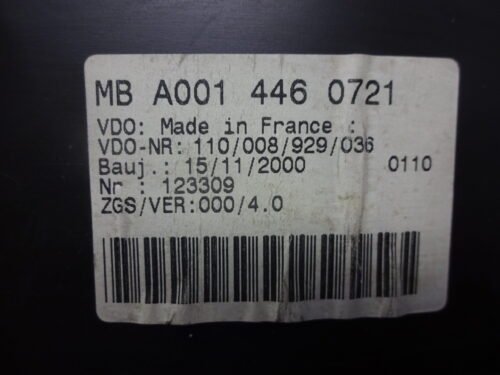 MB A001 446 0721
VDO: Made in France :
VDO-NR: 110/008/929/036
Bauj.: 15/11/2000 0110
Nr : 123309
ZGS/VER:000/4.0